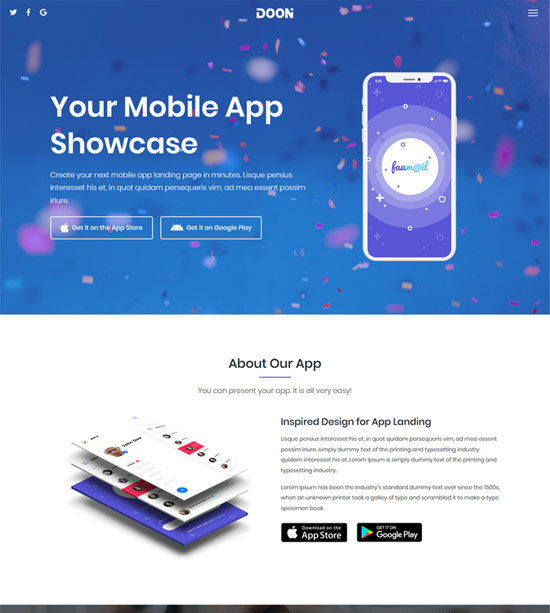 DOON
Your Mobile App
Showcase
Create your next mobile app landing page in minutes. Lisque persius
interesset his et, in quot quidam persequeris vim, ad mea essent possim
iriure.
Get it on the App Store
Get it on Google Play
faumail
About Our App
You can present your app. It is all very easy!
Inspired Design for App Landing
Lisque persius interesset his et, in quot quidam persequeris vim, ad mea essent possim
iriure. simply dummy text of the printing and typesetting industry
quidam interesset his et. Lorem Ipsum is simply dummy text of the printing and
typesetting industry.
Lorem Ipsum has been the industry's standard dummy text ever since the 1500s,
when an unknown printer took a galley of type and scrambled it to make a type
specimen book.
Download on the
App Store
GET IT ON
Google Play